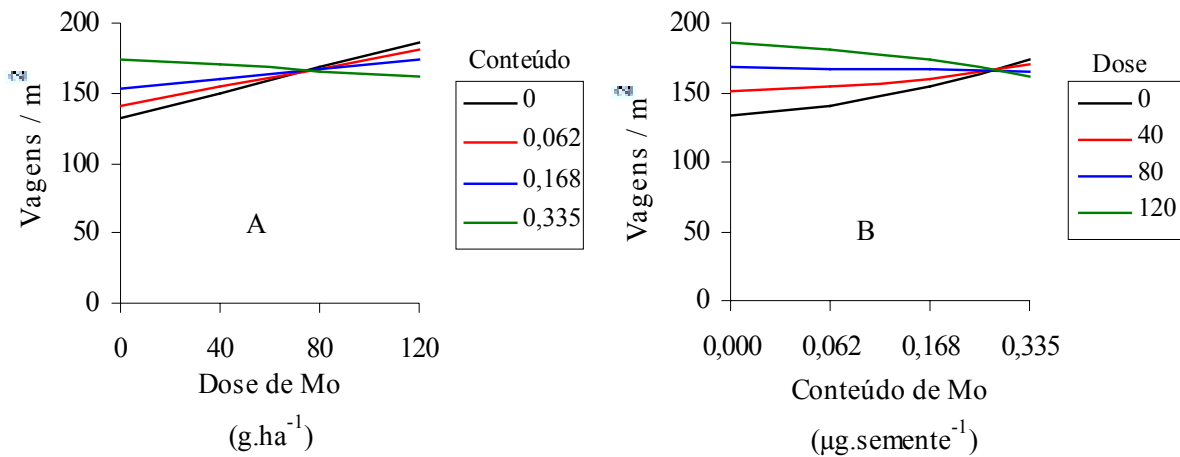 200
150
100
50
0
Vagens / m
A
0
40
80
120
Dose de Mo
(g.ha-1)
Conteúdo
0
0,062
0,168
0,335
200
150
100
50
0
Vagens / m
B
0,000
0,062
0,168
0,335
Conteúdo de Mo
(µg.semente-1)
Dose
0
40
80
120